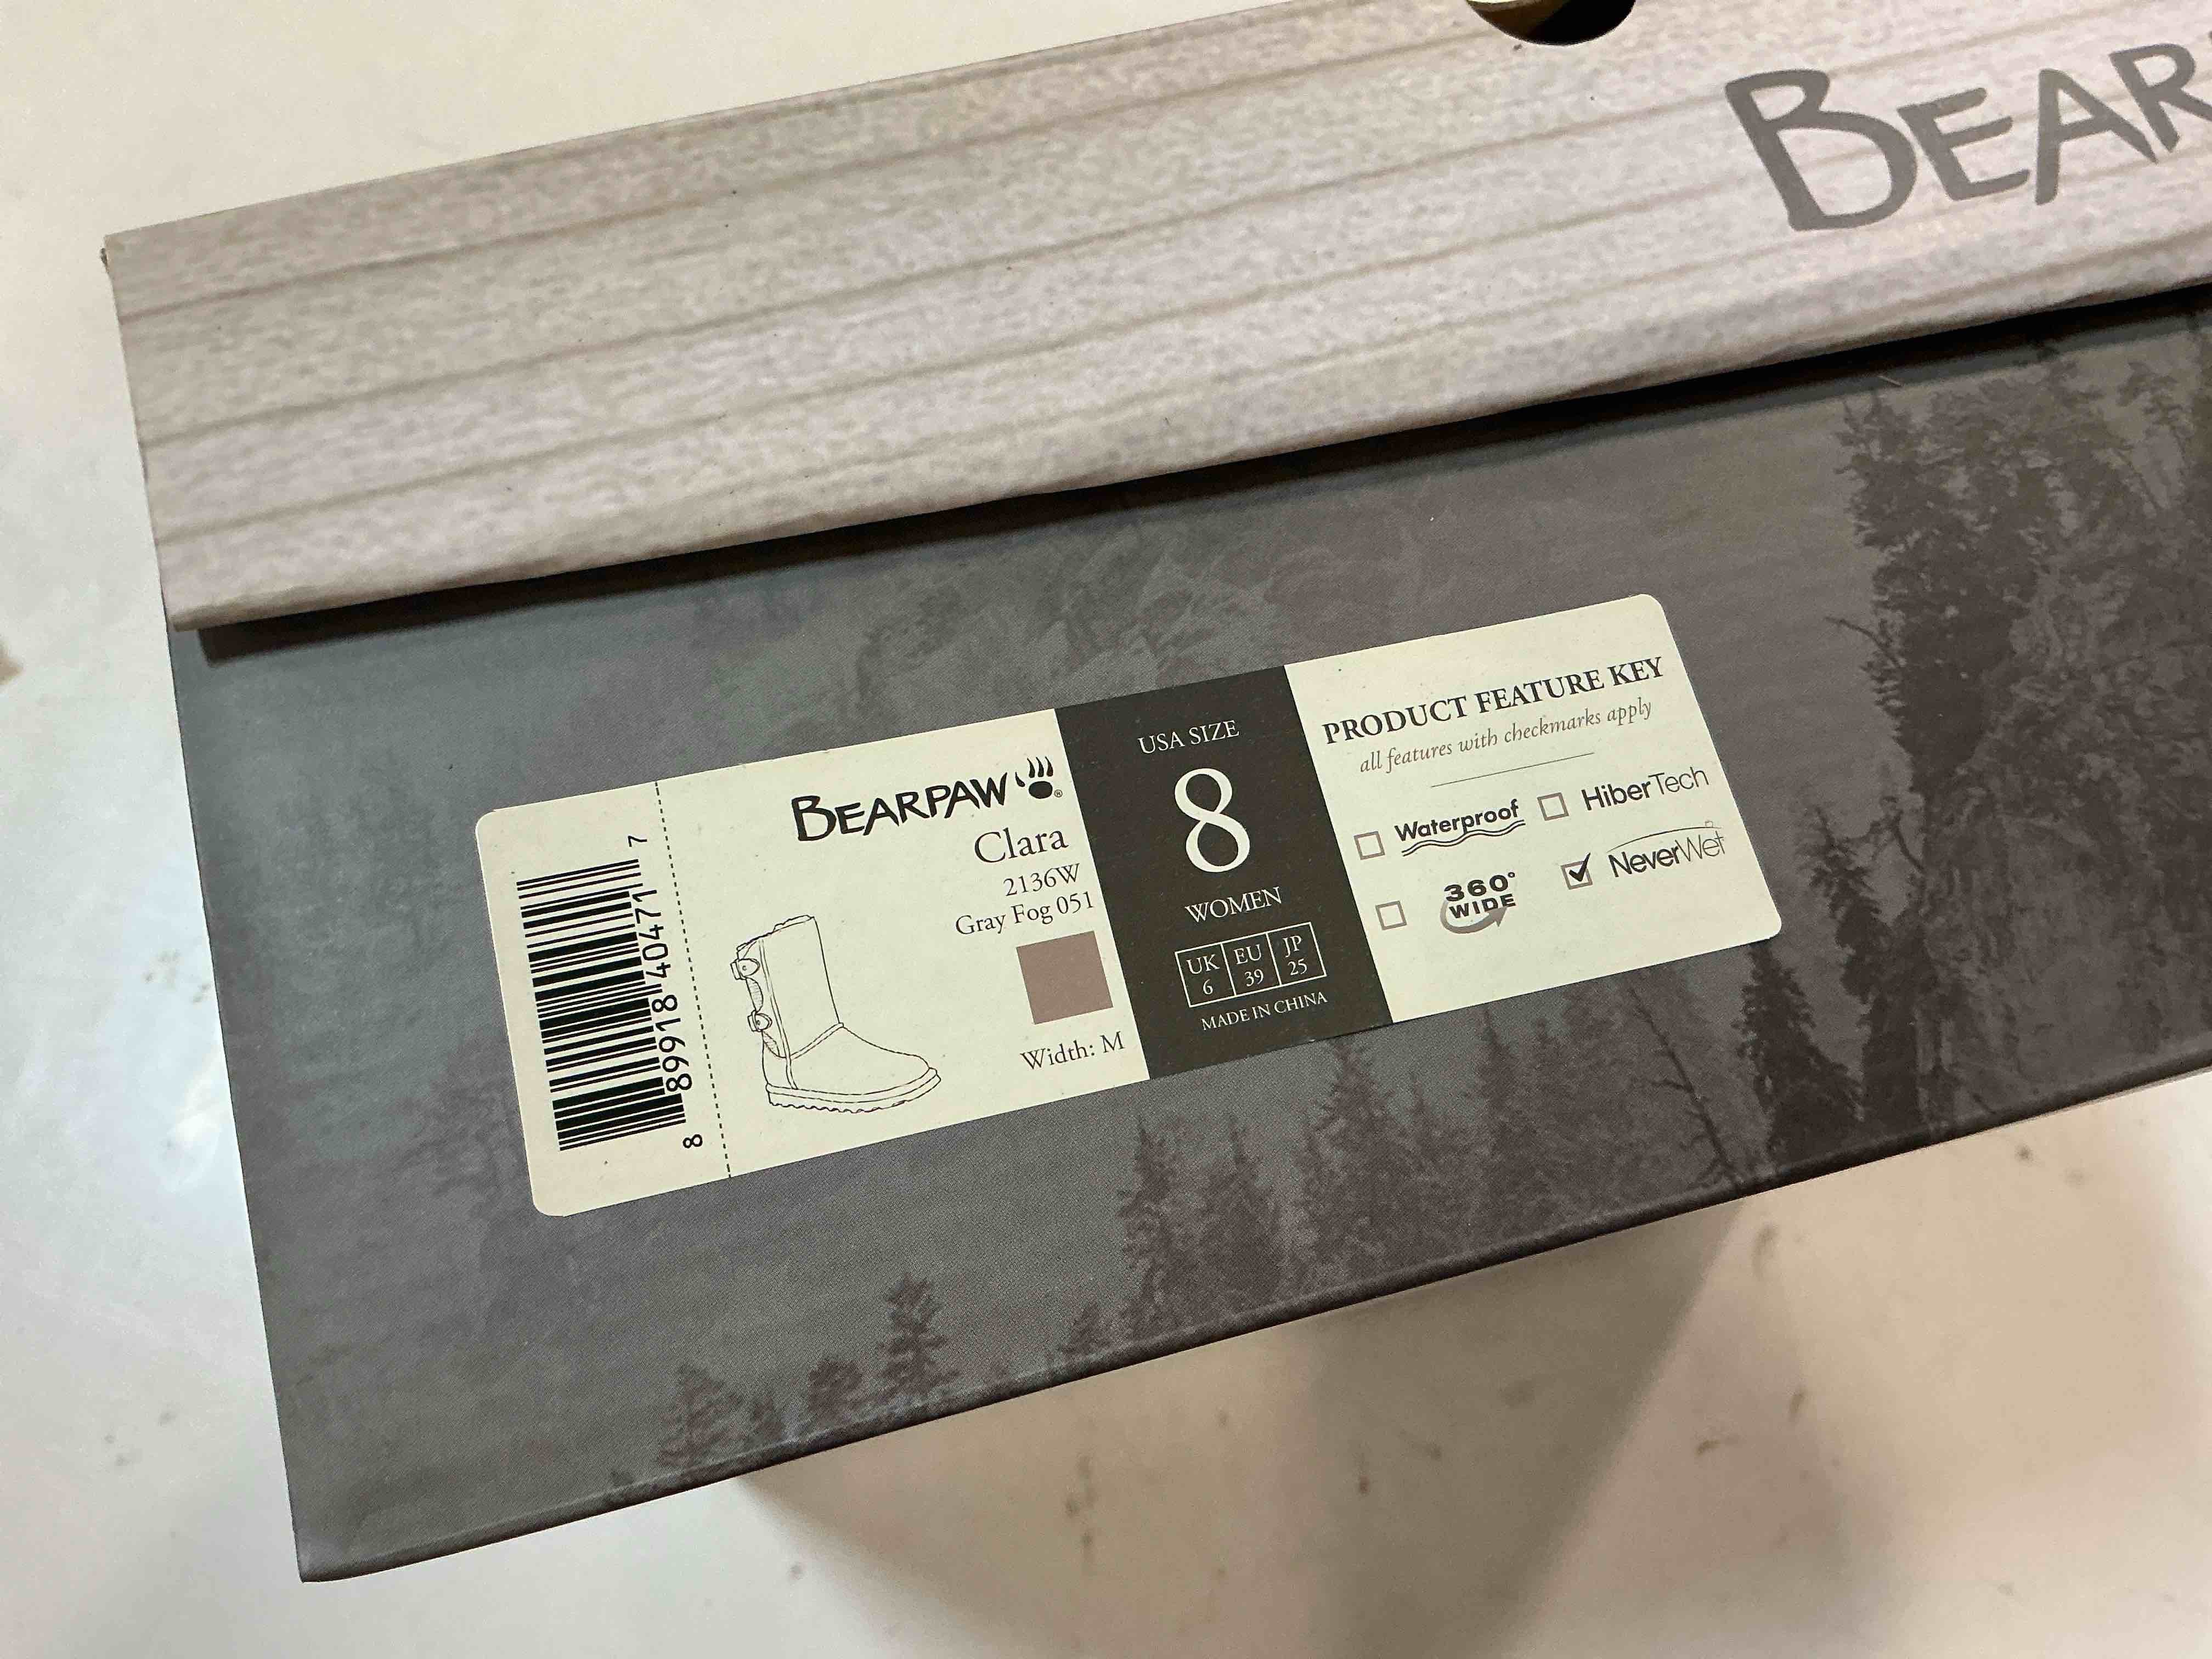 BEAR
BEARPAW®
Clara
2136W
Gray Fog 051
Width: M
8 89918 40471 7
USA SIZE
8
WOMEN
UK EU JP
6 39 25
MADE IN CHINA
PRODUCT FEATURE KEY
all features with checkmarks apply
Waterproof
HiberTech
360° WIDE
NeverWet